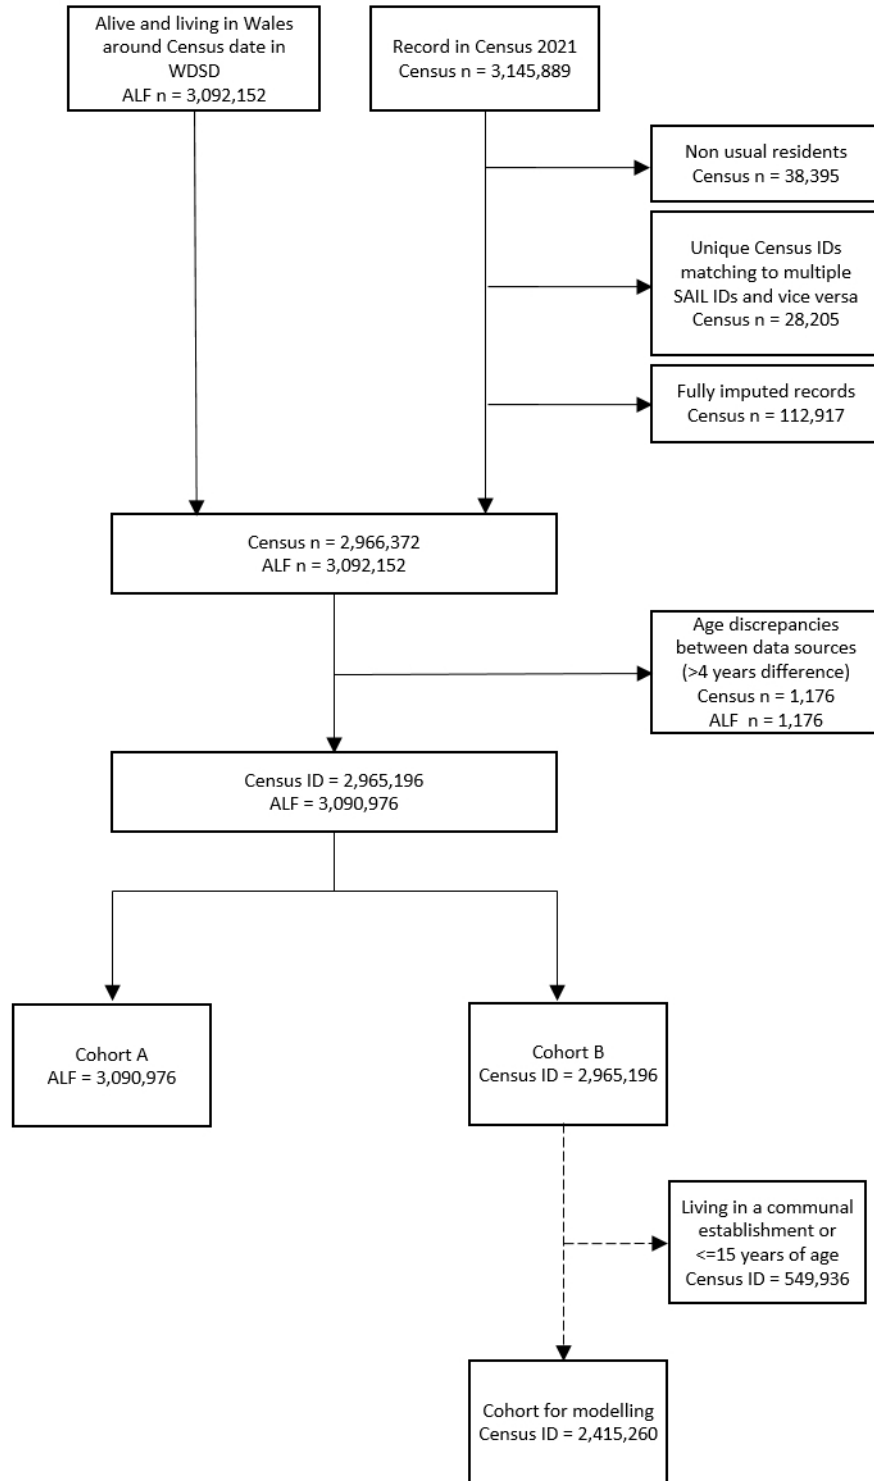 Alive and living in Wales
around Census date in
WDSD
ALF n = 3,092,152
Record in Census 2021
Census n = 3,145,889
Non usual residents
Census n = 38,395
Unique Census IDs
matching to multiple
SAIL IDs and vice versa
Census n = 28,205
Fully imputed records
Census n = 112,917
Census n = 2,966,372
ALF n = 3,092,152
Age discrepancies
between data sources
(>4 years difference)
Census n = 1,176
ALF n = 1,176
Census ID = 2,965,196
ALF = 3,090,976
Cohort A
ALF = 3,090,976
Cohort B
Census ID = 2,965,196
Living in a communal
establishment or
<=15 years of age
Census ID = 549,936
Cohort for modelling
Census ID = 2,415,260